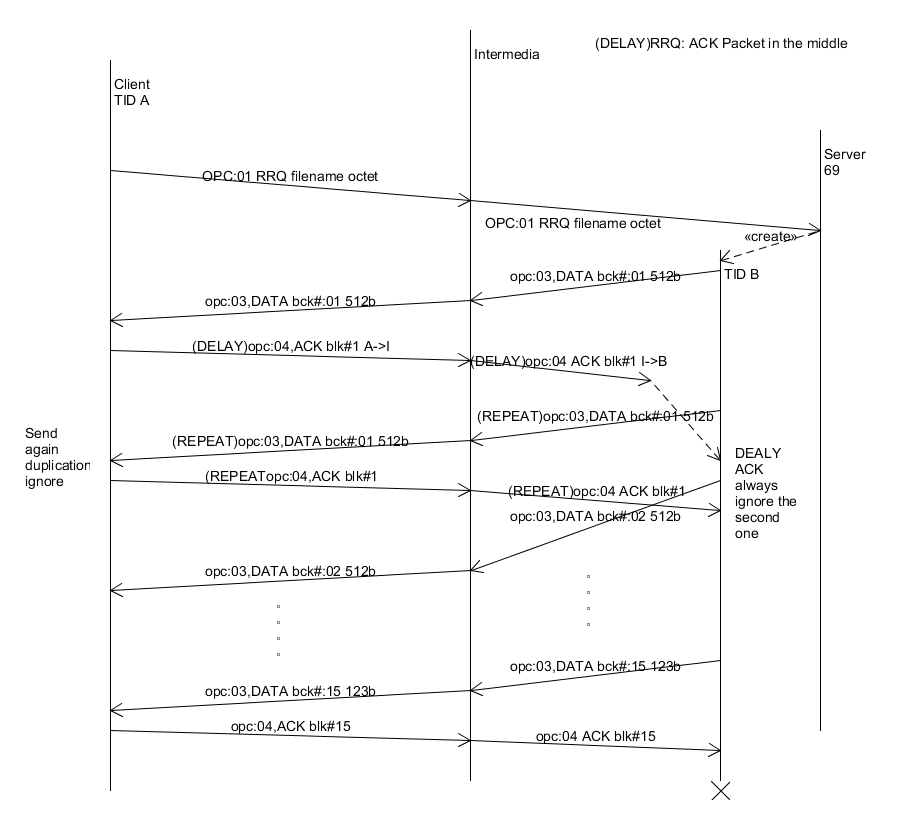 (DELAY)RRQ: ACK Packet in the middle
Intermedia
Client
TID A
Server
69
OPC:01 RRQ filename octet
OPC:01 RRQ filename octet
«create»
TID B
opc:03,DATA bck#:01 512b
opc:03,DATA bck#:01 512b
(DELAY)opc:04,ACK blk#1 A->I
(DELAY)opc:04 ACK blk#1 I->B
(REPEAT)opc:03,DATA bck#:01 512b
(REPEAT)opc:03,DATA bck#:01 512b
Send
again
duplication
ignore
DEALY
ACK
always
ignore the
second
one
(REPEATopc:04,ACK blk#1
(REPEAT)opc:04 ACK blk#1
opc:03,DATA bck#:02 512b
opc:03,DATA bck#:02 512b
opc:03,DATA bck#:15 123b
opc:03,DATA bck#:15 123b
opc:04,ACK blk#15
opc:04 ACK blk#15